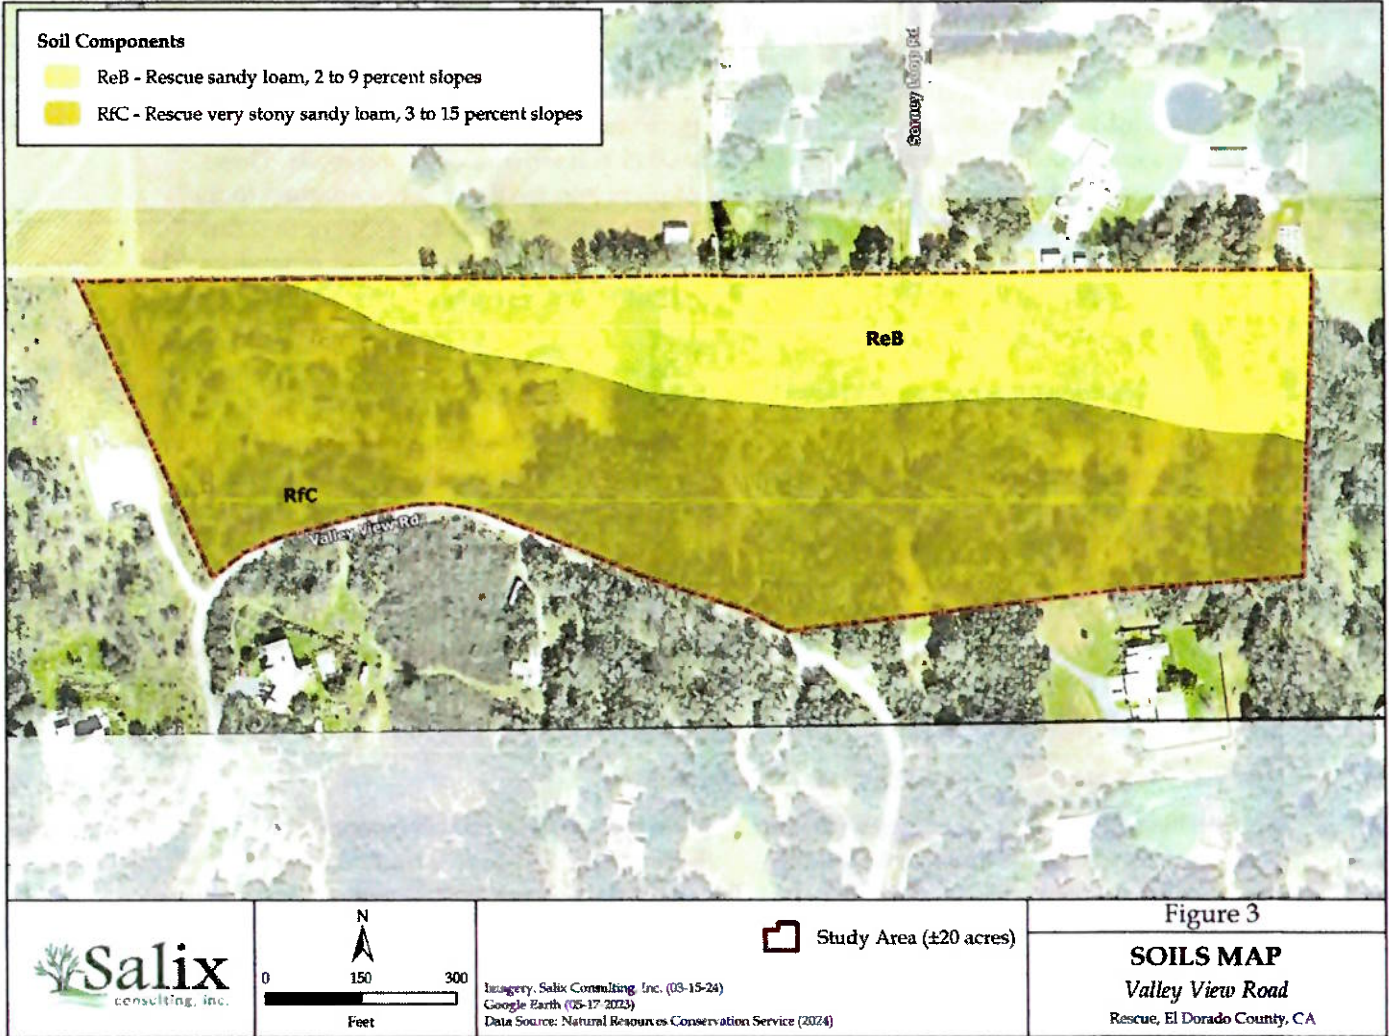 Soil Components
ReB - Rescue sandy loam, 2 to 9 percent slopes
RfC - Rescue very stony sandy loam, 3 to 15 percent slopes
ReB
RfC
Valley View Rd
Salix
consulting, inc.
N
0 150 300
Feet
Study Area (±20 acres)
Imagery, Salix Consulting, Inc. (03-15-24)
Google Earth (05-17-2023)
Data Source: Natural Resources Conservation Service (2024)
Figure 3
SOILS MAP
Valley View Road
Rescue, El Dorado County, CA